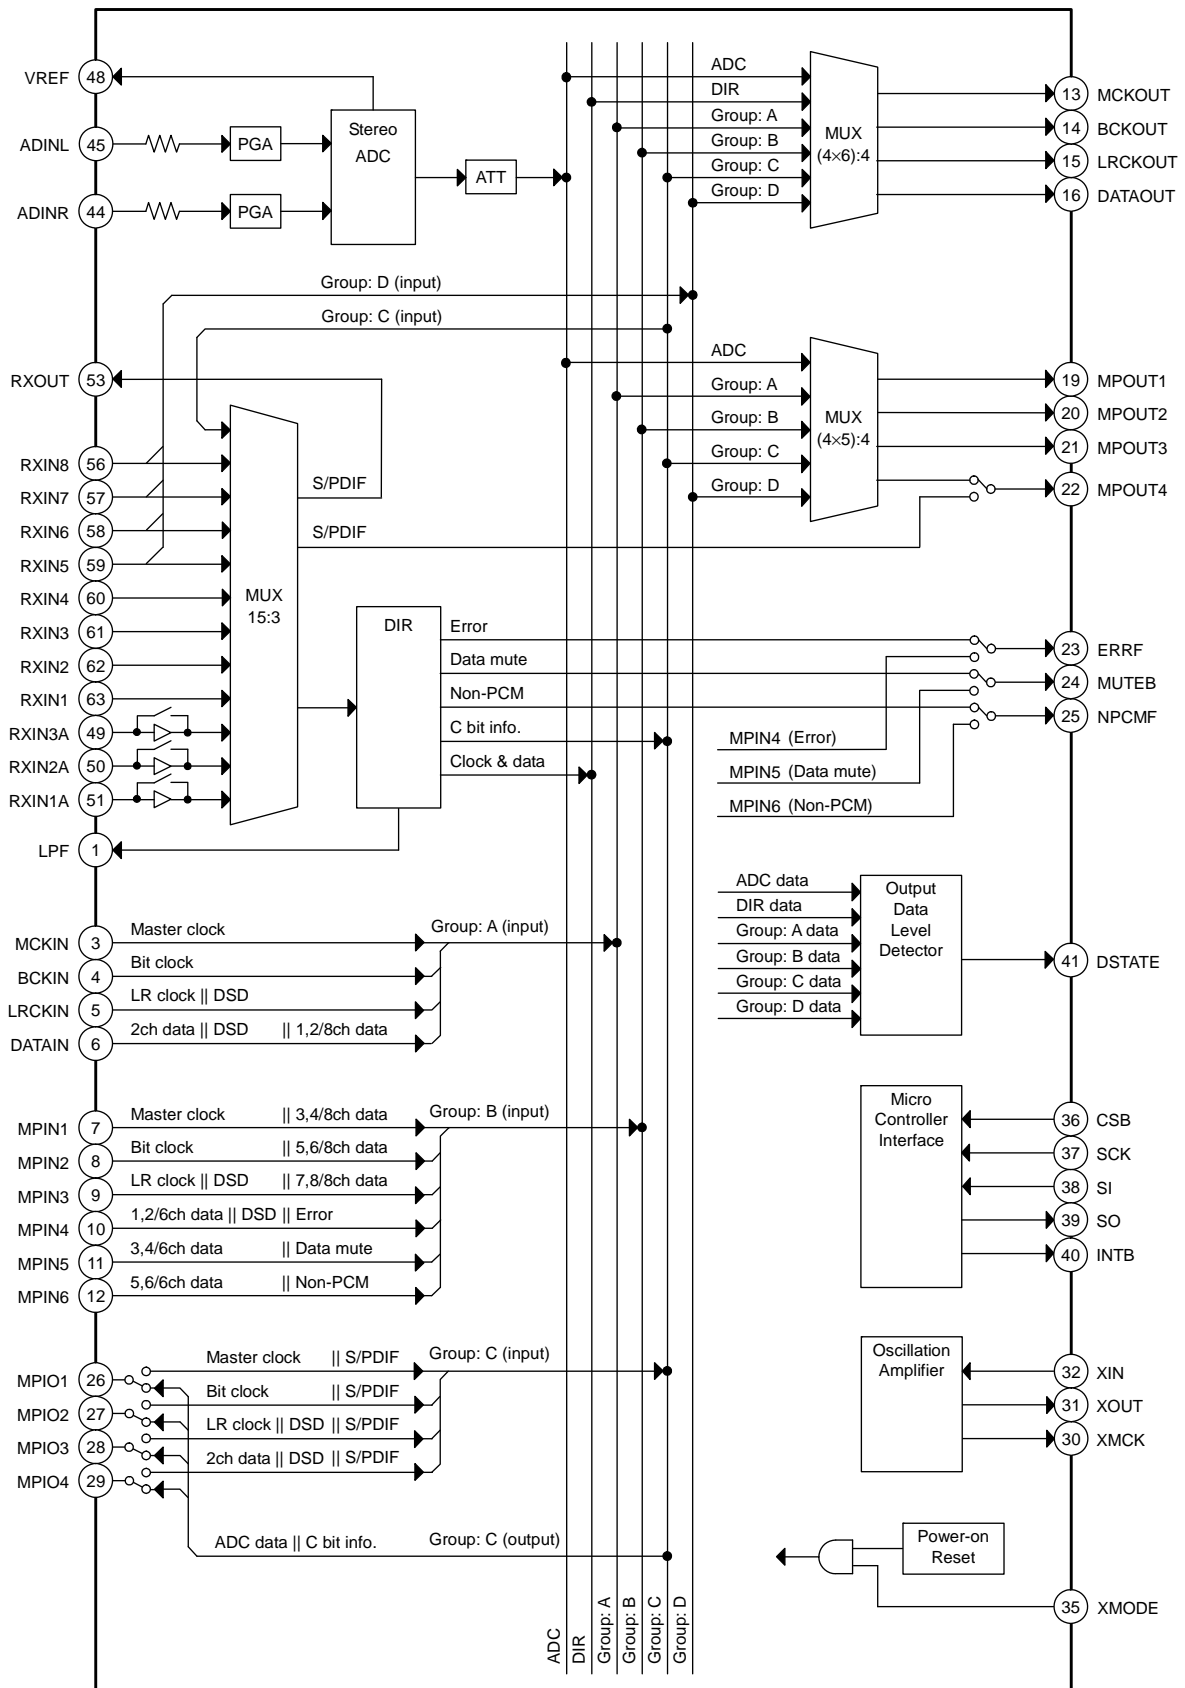 VREF 48
ADINL 45
ADINR 44
PGA
PGA
Stereo
ADC
ATT
ADC
DIR
Group: A
Group: B
Group: C
Group: D
MUX
(4×6):4
13 MCKOUT
14 BCKOUT
15 LRCKOUT
16 DATAOUT
Group: D (input)
Group: C (input)
RXOUT 53
RXIN8 56
RXIN7 57
RXIN6 58
RXIN5 59
RXIN4 60
RXIN3 61
RXIN2 62
RXIN1 63
RXIN3A 49
RXIN2A 50
RXIN1A 51
LPF 1
MUX
15:3
S/PDIF
S/PDIF
ADC
Group: A
Group: B
Group: C
Group: D
MUX
(4×5):4
19 MPOUT1
20 MPOUT2
21 MPOUT3
22 MPOUT4
DIR
Error
Data mute
Non-PCM
C bit info.
Clock & data
MPIN4 (Error)
MPIN5 (Data mute)
MPIN6 (Non-PCM)
23 ERRF
24 MUTEB
25 NPCMF
ADC data
DIR data
Group: A data
Group: B data
Group: C data
Group: D data
Output
Data
Level
Detector
41 DSTATE
MCKIN 3 Master clock
BCKIN 4 Bit clock
LRCKIN 5 LR clock || DSD
DATAIN 6 2ch data || DSD || 1,2/8ch data
Group: A (input)
MPIN1 7 Master clock || 3,4/8ch data
MPIN2 8 Bit clock || 5,6/8ch data
MPIN3 9 LR clock || DSD || 7,8/8ch data
MPIN4 10 1,2/6ch data || DSD || Error
MPIN5 11 3,4/6ch data || Data mute
MPIN6 12 5,6/6ch data || Non-PCM
Group: B (input)
Micro
Controller
Interface
36 CSB
37 SCK
38 SI
39 SO
40 INTB
MPIO1 26 Master clock || S/PDIF
MPIO2 27 Bit clock || S/PDIF
MPIO3 28 LR clock || DSD || S/PDIF
MPIO4 29 2ch data || DSD || S/PDIF
Group: C (input)
ADC data || C bit info.
Group: C (output)
Oscillation
Amplifier
32 XIN
31 XOUT
30 XMCK
Power-on
Reset
35 XMODE
ADC
DIR
Group: A
Group: B
Group: C
Group: D